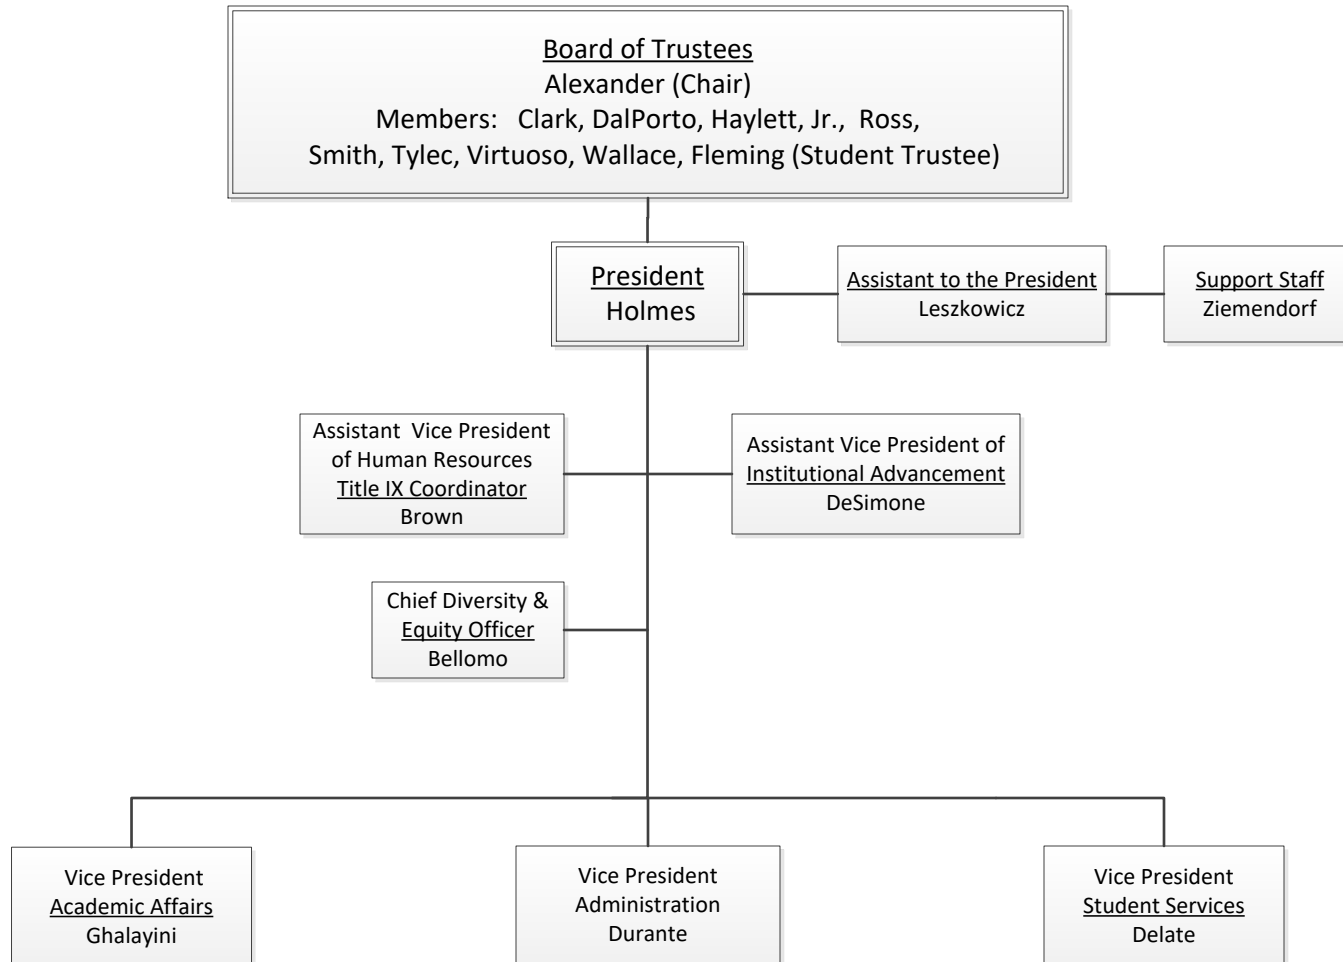 Board of Trustees
Alexander (Chair)
Members:   Clark, DalPorto, Haylett, Jr.,  Ross,
Smith, Tylec, Virtuoso, Wallace, Fleming (Student Trustee)
President
Holmes
Assistant to the President
Leszkowicz
Support Staff
Ziemendorf
Assistant  Vice President
of Human Resources
Title IX Coordinator
Brown
Assistant Vice President of
Institutional Advancement
DeSimone
Chief Diversity &
Equity Officer
Bellomo
Vice President
Academic Affairs
Ghalayini
Vice President
Administration
Durante
Vice President
Student Services
Delate